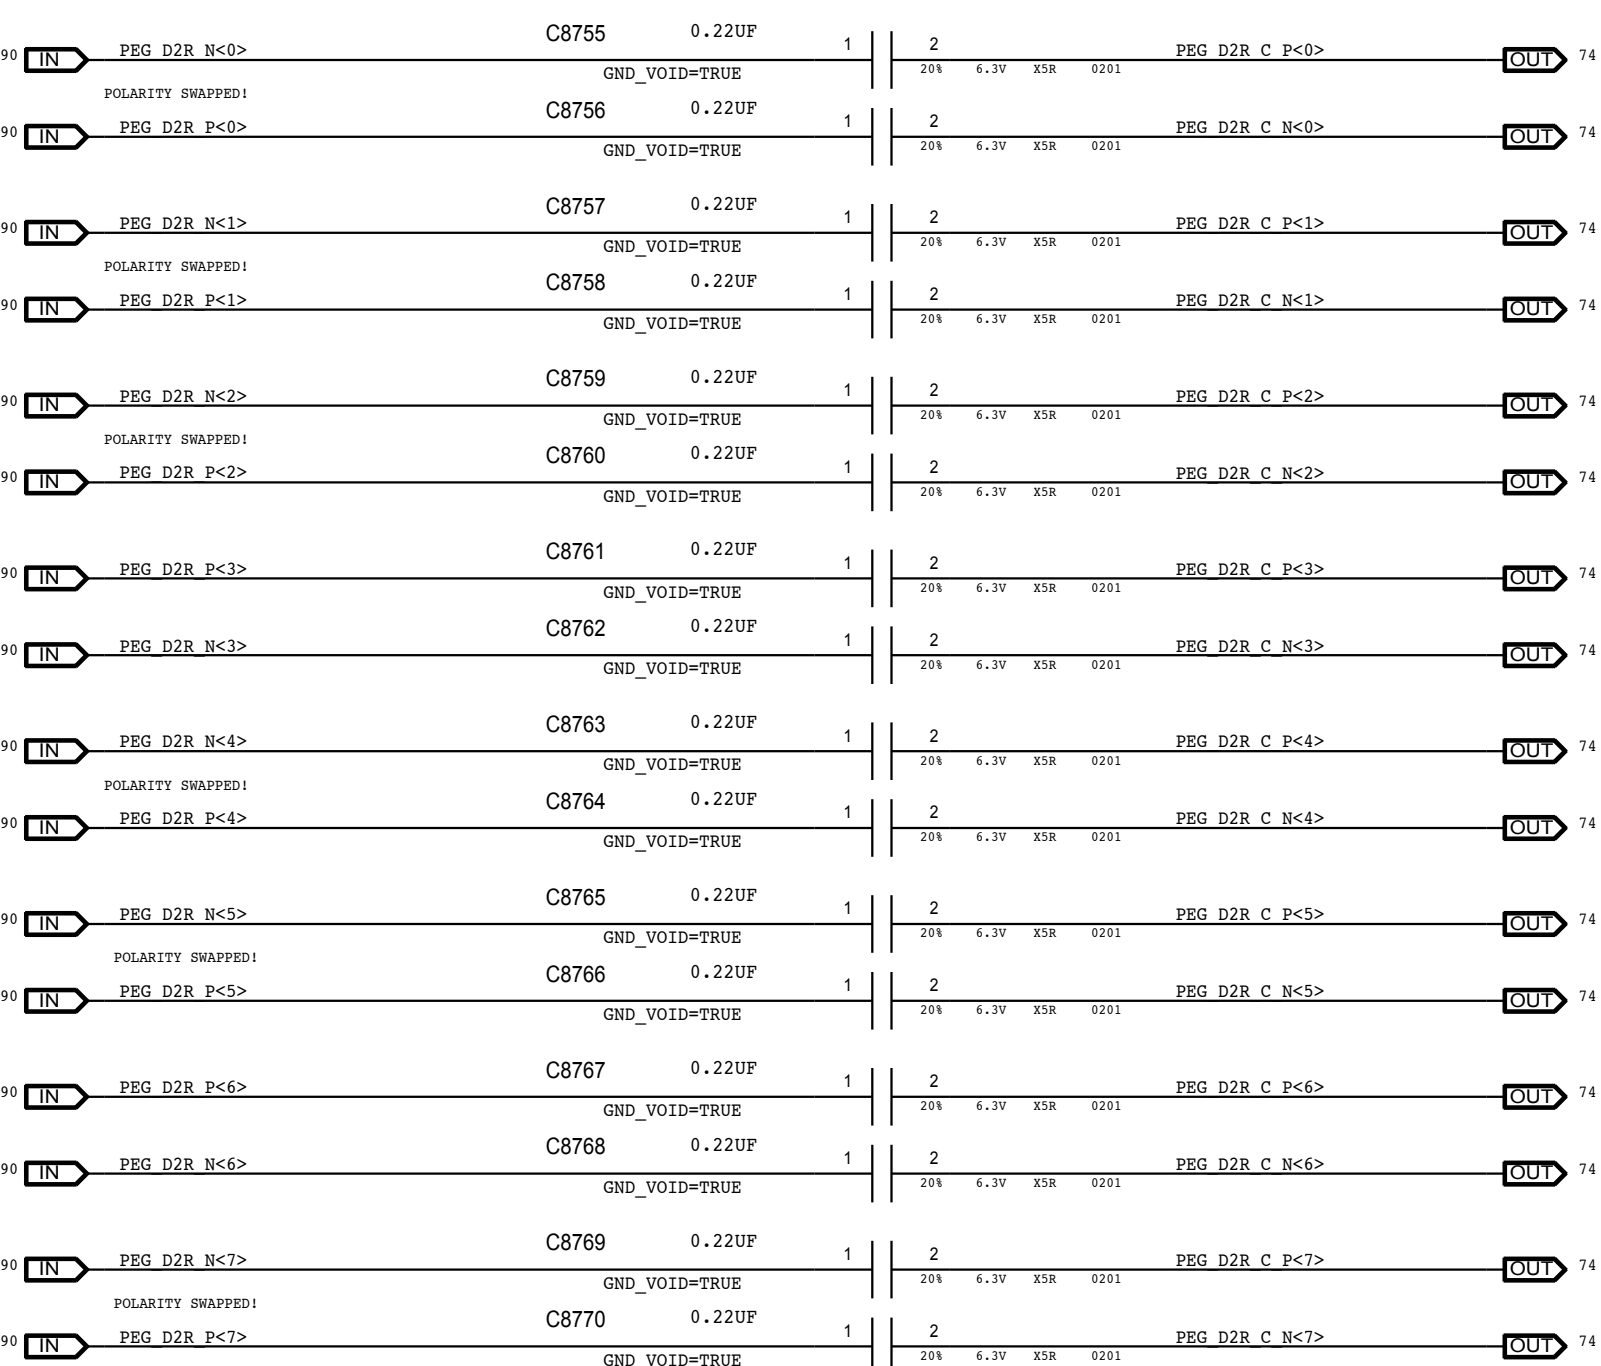 C8755 0.22UF
90 IN PEG_D2R_N<0> 1 2 PEG_D2R_C_P<0> OUT 74
GND_VOID=TRUE 20% 6.3V X5R 0201
POLARITY SWAPPED!
C8756 0.22UF
90 IN PEG_D2R_P<0> 1 2 PEG_D2R_C_N<0> OUT 74
GND_VOID=TRUE 20% 6.3V X5R 0201
C8757 0.22UF
90 IN PEG_D2R_N<1> 1 2 PEG_D2R_C_P<1> OUT 74
GND_VOID=TRUE 20% 6.3V X5R 0201
POLARITY SWAPPED!
C8758 0.22UF
90 IN PEG_D2R_P<1> 1 2 PEG_D2R_C_N<1> OUT 74
GND_VOID=TRUE 20% 6.3V X5R 0201
C8759 0.22UF
90 IN PEG_D2R_N<2> 1 2 PEG_D2R_C_P<2> OUT 74
GND_VOID=TRUE 20% 6.3V X5R 0201
POLARITY SWAPPED!
C8760 0.22UF
90 IN PEG_D2R_P<2> 1 2 PEG_D2R_C_N<2> OUT 74
GND_VOID=TRUE 20% 6.3V X5R 0201
C8761 0.22UF
90 IN PEG_D2R_P<3> 1 2 PEG_D2R_C_P<3> OUT 74
GND_VOID=TRUE 20% 6.3V X5R 0201
C8762 0.22UF
90 IN PEG_D2R_N<3> 1 2 PEG_D2R_C_N<3> OUT 74
GND_VOID=TRUE 20% 6.3V X5R 0201
C8763 0.22UF
90 IN PEG_D2R_N<4> 1 2 PEG_D2R_C_P<4> OUT 74
GND_VOID=TRUE 20% 6.3V X5R 0201
POLARITY SWAPPED!
C8764 0.22UF
90 IN PEG_D2R_P<4> 1 2 PEG_D2R_C_N<4> OUT 74
GND_VOID=TRUE 20% 6.3V X5R 0201
C8765 0.22UF
90 IN PEG_D2R_N<5> 1 2 PEG_D2R_C_P<5> OUT 74
GND_VOID=TRUE 20% 6.3V X5R 0201
POLARITY SWAPPED!
C8766 0.22UF
90 IN PEG_D2R_P<5> 1 2 PEG_D2R_C_N<5> OUT 74
GND_VOID=TRUE 20% 6.3V X5R 0201
C8767 0.22UF
90 IN PEG_D2R_P<6> 1 2 PEG_D2R_C_P<6> OUT 74
GND_VOID=TRUE 20% 6.3V X5R 0201
C8768 0.22UF
90 IN PEG_D2R_N<6> 1 2 PEG_D2R_C_N<6> OUT 74
GND_VOID=TRUE 20% 6.3V X5R 0201
C8769 0.22UF
90 IN PEG_D2R_N<7> 1 2 PEG_D2R_C_P<7> OUT 74
GND_VOID=TRUE 20% 6.3V X5R 0201
POLARITY SWAPPED!
C8770 0.22UF
90 IN PEG_D2R_P<7> 1 2 PEG_D2R_C_N<7> OUT 74
GND_VOID=TRUE 20% 6.3V X5R 0201